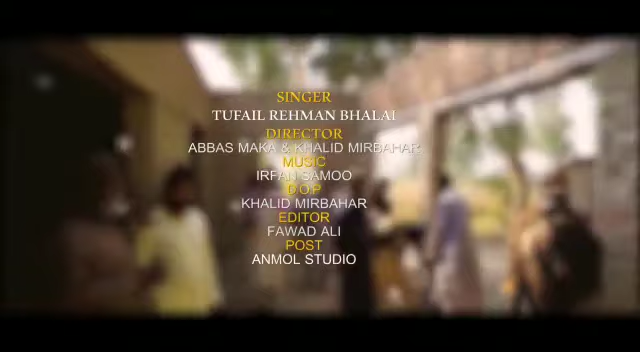 SINGER
TUFAIL REHMAN BHALAI
DIRECTOR
ABBAS MAKA & KHALID MIRBAHAR
MUSIC
IRFAN SAMOO
D.O.P
KHALID MIRBAHAR
EDITOR
FAWAD ALI
POST
ANMOL STUDIO